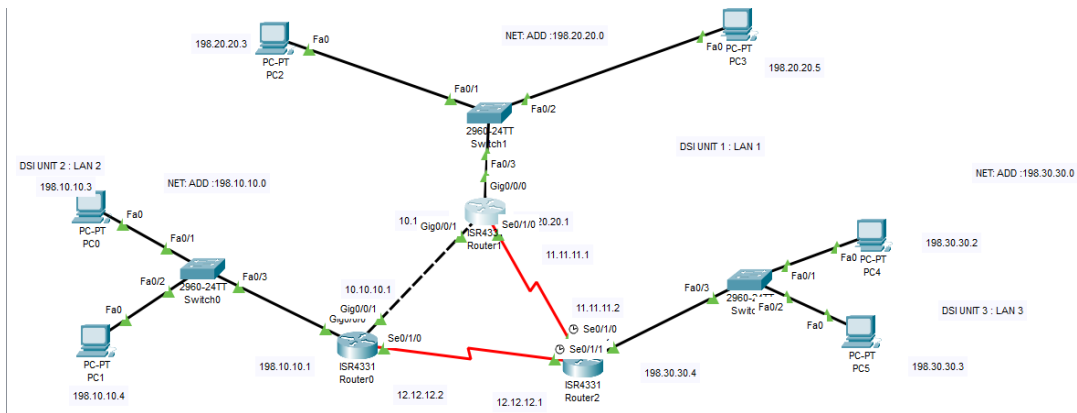 198.20.20.3
Fa0
PC-PT
PC2
NET: ADD :198.20.20.0
Fa0
PC-PT
PC3
198.20.20.5
Fa0/1
Fa0/2
2960-24TT
Switch1
Fa0/3
Gig0/0/0
DSI UNIT 1 : LAN 1
DSI UNIT 2 : LAN 2
198.10.10.3
NET: ADD :198.10.10.0
NET: ADD :198.30.30.0
Fa0
PC-PT
PC0
Fa0/1
Fa0/2
Fa0/3
2960-24TT
Switch0
Fa0
PC-PT
PC1
198.10.10.4
10.1
Gig0/0/1
Se0/1/0
20.20.1
Router1
11.11.11.1
10.10.10.1
Gig0/0/1
Se0/1/0
ISR4331
Router0
198.10.10.1
12.12.12.2
11.11.11.2
Se0/1/0
Se0/1/1
ISR4331
Router2
12.12.12.1
198.30.30.4
Fa0/3
Fa0/1
Fa0/2
2960-24TT
Fa0
PC-PT
PC4
198.30.30.2
Fa0
PC-PT
PC5
DSI UNIT 3 : LAN 3
198.30.30.3